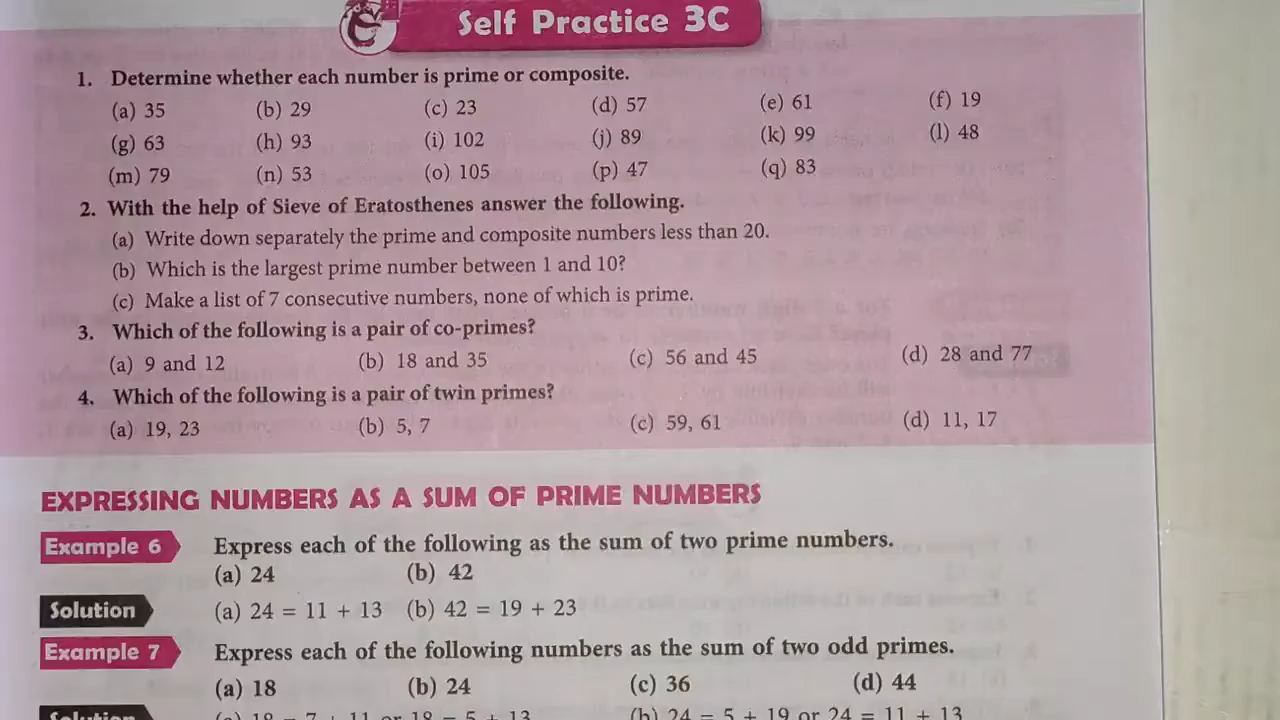 Self Practice 3C
1. Determine whether each number is prime or composite.
(a) 35 (b) 29 (c) 23 (d) 57 (e) 61 (f) 19
(g) 63 (h) 93 (i) 102 (j) 89 (k) 99 (l) 48
(m) 79 (n) 53 (o) 105 (p) 47 (q) 83
2. With the help of Sieve of Eratosthenes answer the following.
(a) Write down separately the prime and composite numbers less than 20.
(b) Which is the largest prime number between 1 and 10?
(c) Make a list of 7 consecutive numbers, none of which is prime.
3. Which of the following is a pair of co-primes?
(a) 9 and 12 (b) 18 and 35 (c) 56 and 45 (d) 28 and 77
4. Which of the following is a pair of twin primes?
(a) 19, 23 (b) 5, 7 (c) 59, 61 (d) 11, 17
EXPRESSING NUMBERS AS A SUM OF PRIME NUMBERS
Example 6 Express each of the following as the sum of two prime numbers.
(a) 24 (b) 42
Solution (a) 24 = 11 + 13 (b) 42 = 19 + 23
Example 7 Express each of the following numbers as the sum of two odd primes.
(a) 18 (b) 24 (c) 36 (d) 44
Solution (a) 18 = 7 + 11 or 18 = 5 + 13 (b) 24 = 5 + 19 or 24 = 11 + 13